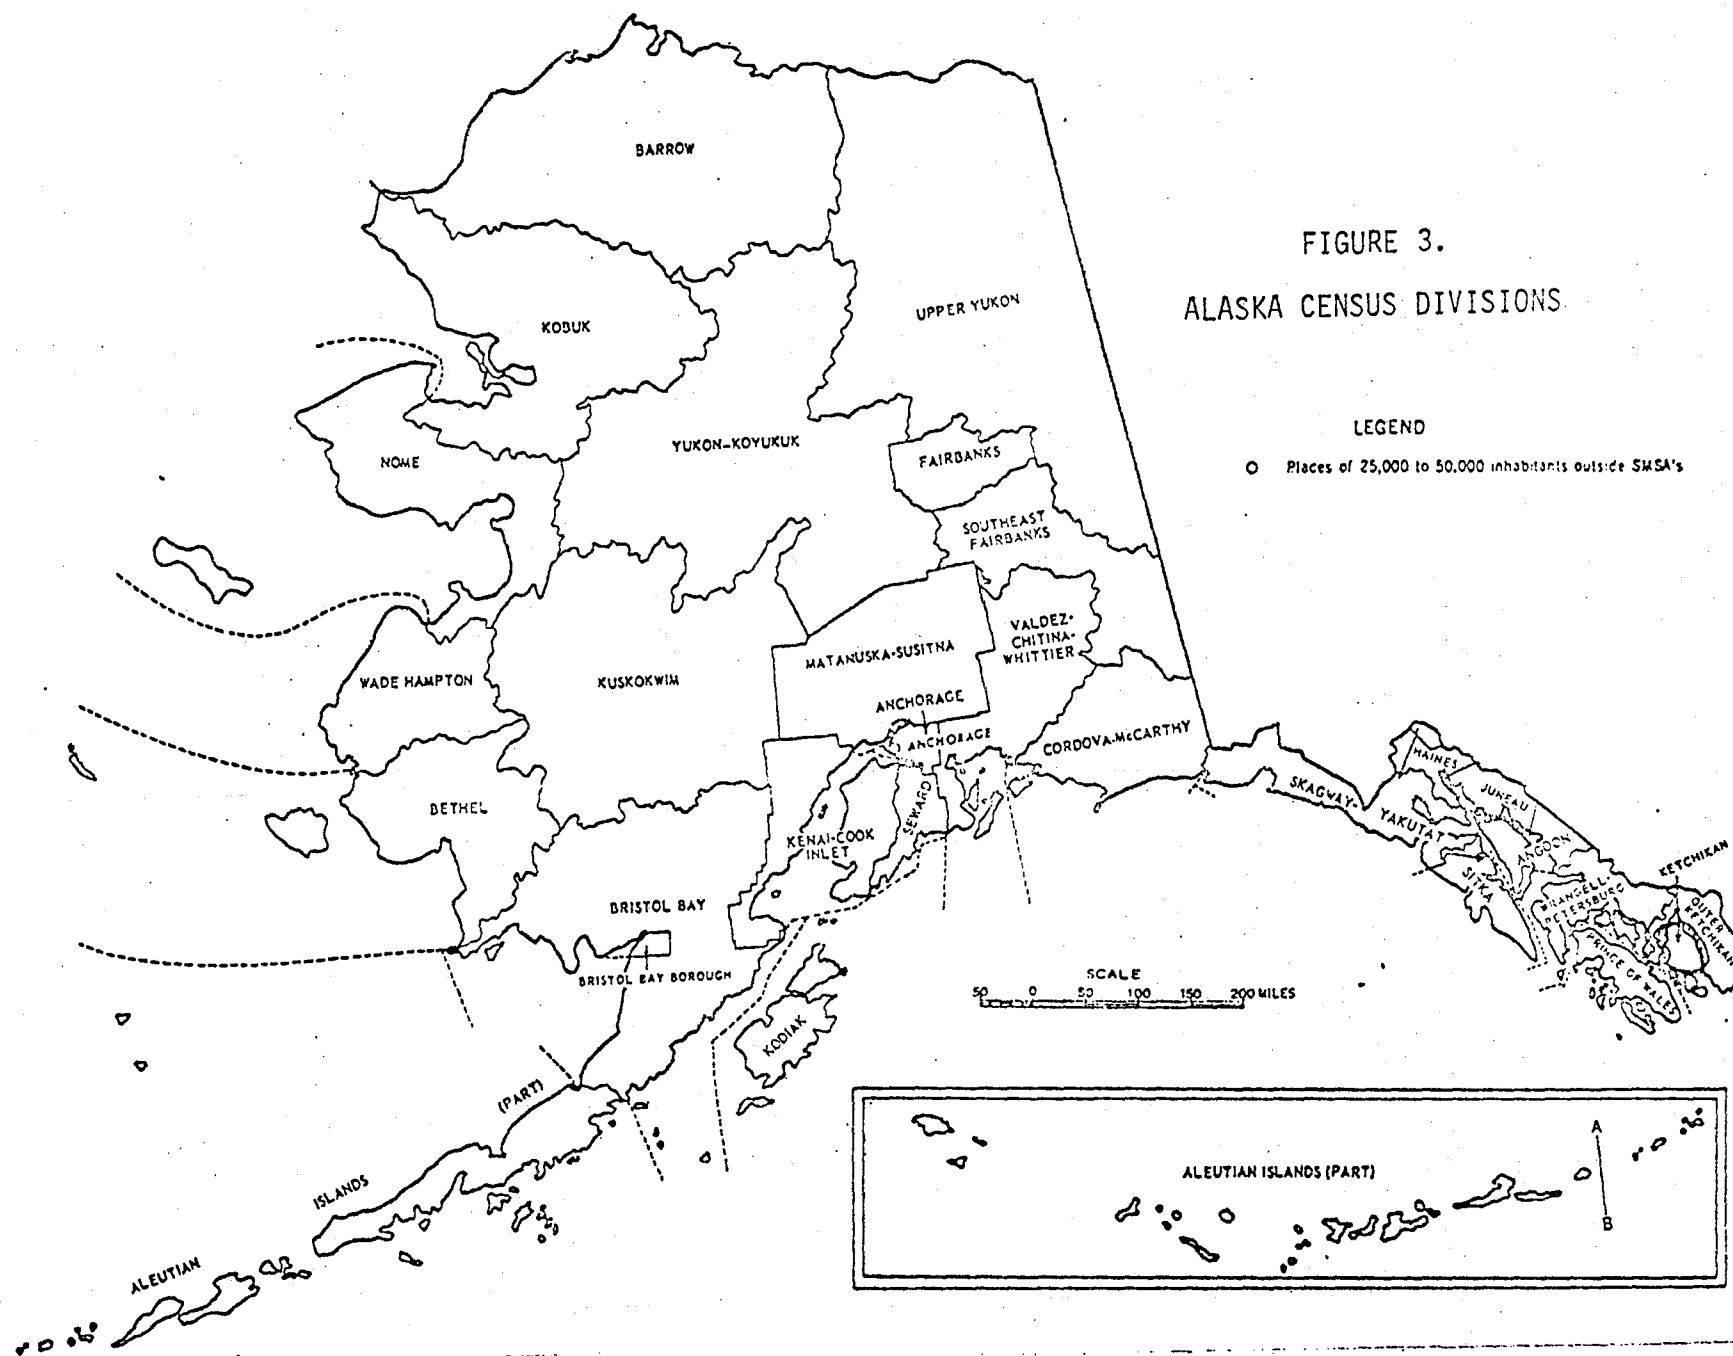 BARROW
FIGURE 3.
ALASKA CENSUS DIVISIONS
UPPER YUKON
KOBUK
LEGEND
Places of 25,000 to 50,000 inhabitants outside SMSA's
YUKON-KOYUKUK
NOME
FAIRBANKS
SOUTHEAST
FAIRBANKS
VALDEZ-
CHITINA-
WHITTIER
MATANUSKA-SUSITNA
WADE HAMPTON
KUSKOKWIM
ANCHORAGE
ANCHORAGE
CORDOVA-McCARTHY
HAINES
SKAGWAY-
YAKUTAT
JUNEAU
BETHEL
SEWARD
KENAI-COOK
INLET
ANGOON
SITKA
KETCHIKAN
WRANGELL-
PETERSBURG
OUTER
KETCHIKAN
PRINCE OF WALES
BRISTOL BAY
BRISTOL BAY BOROUGH
SCALE
50 0 50 100 150 200 MILES
KODIAK
(PART)
ISLANDS
ALEUTIAN
ALEUTIAN ISLANDS (PART)
A
B